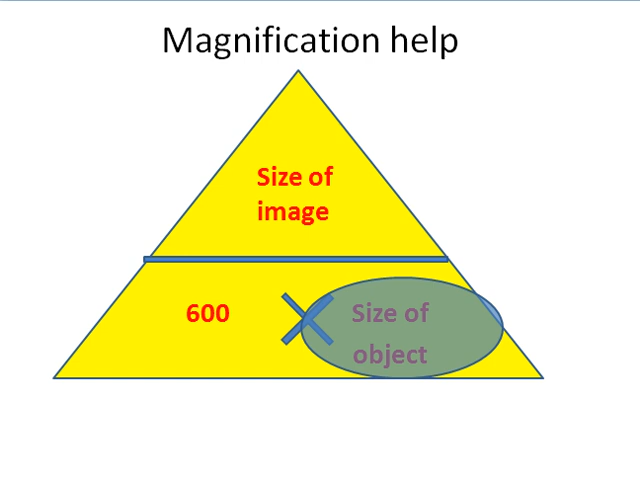 Magnification help
Size of
image
600
Size of
object